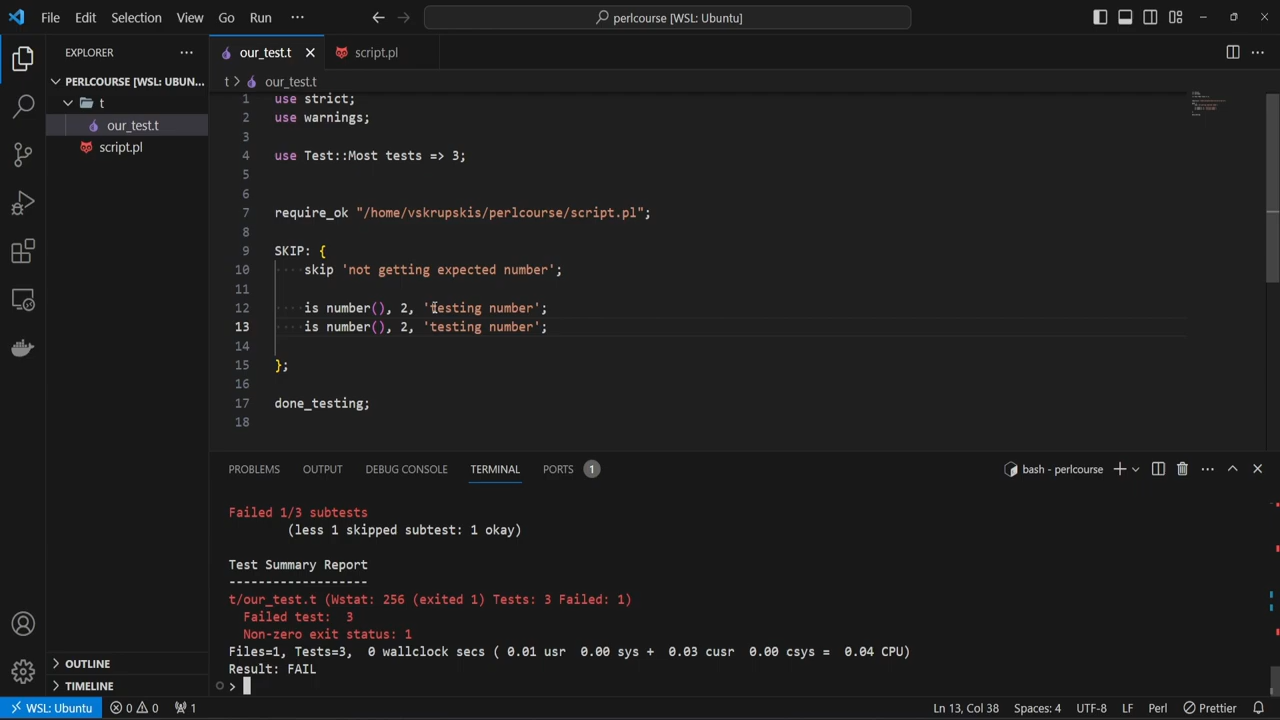 File Edit Selection View Go Run ··· perlcourse [WSL: Ubuntu]
EXPLORER ···
our_test.t script.pl
PERLCOURSE [WSL: UBUN...
t > our_test.t
t
our_test.t
script.pl
1 use strict;
2 use warnings;
3
4 use Test::Most tests => 3;
5
6
7 require_ok "/home/vskrupskis/perlcourse/script.pl";
8
9 SKIP: {
10 skip 'not getting expected number';
11
12 is number(), 2, 'testing number';
13 is number(), 2, 'testing number';
14
15 };
16
17 done_testing;
18
PROBLEMS OUTPUT DEBUG CONSOLE TERMINAL PORTS 1 bash - perlcourse
Failed 1/3 subtests
(less 1 skipped subtest: 1 okay)
Test Summary Report
-------------------
t/our_test.t (Wstat: 256 (exited 1) Tests: 3 Failed: 1)
Failed test: 3
Non-zero exit status: 1
Files=1, Tests=3, 0 wallclock secs ( 0.01 usr 0.00 sys + 0.03 cusr 0.00 csys = 0.04 CPU)
Result: FAIL
>
OUTLINE
TIMELINE
WSL: Ubuntu 0 0 1 Ln 13, Col 38 Spaces: 4 UTF-8 LF Perl Prettier